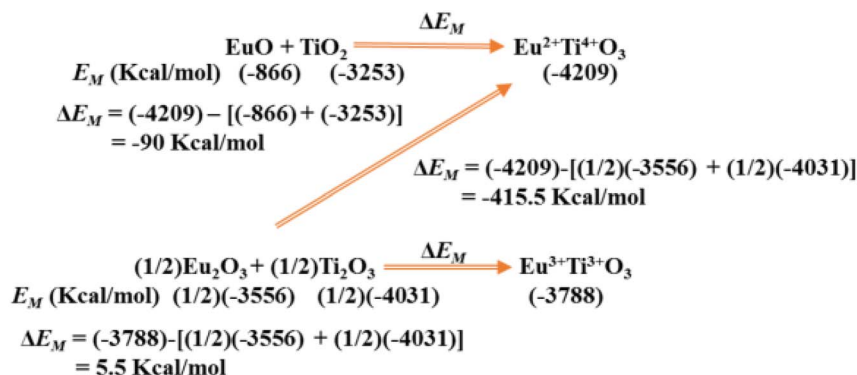 ΔE_M
EuO + TiO₂ Eu²⁺Ti⁴⁺O₃
E_M (Kcal/mol) (-866) (-3253) (-4209)
ΔE_M = (-4209) – [(-866) + (-3253)]
= -90 Kcal/mol
ΔE_M = (-4209)-[(1/2)(-3556) + (1/2)(-4031)]
= -415.5 Kcal/mol
ΔE_M
(1/2)Eu₂O₃ + (1/2)Ti₂O₃ Eu³⁺Ti³⁺O₃
E_M (Kcal/mol) (1/2)(-3556) (1/2)(-4031) (-3788)
ΔE_M = (-3788)-[(1/2)(-3556) + (1/2)(-4031)]
= 5.5 Kcal/mol